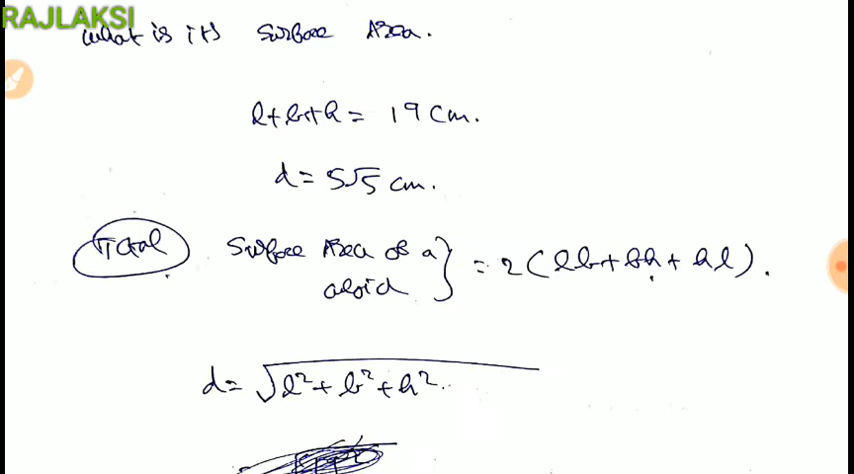 RAJLAKSI
what is its surface Area.
l+b+h = 19 cm.
d = 5√5 cm.
Total Surface Area of a cuboid } = 2(lb+bh+hl).
d = √l²+b²+h²